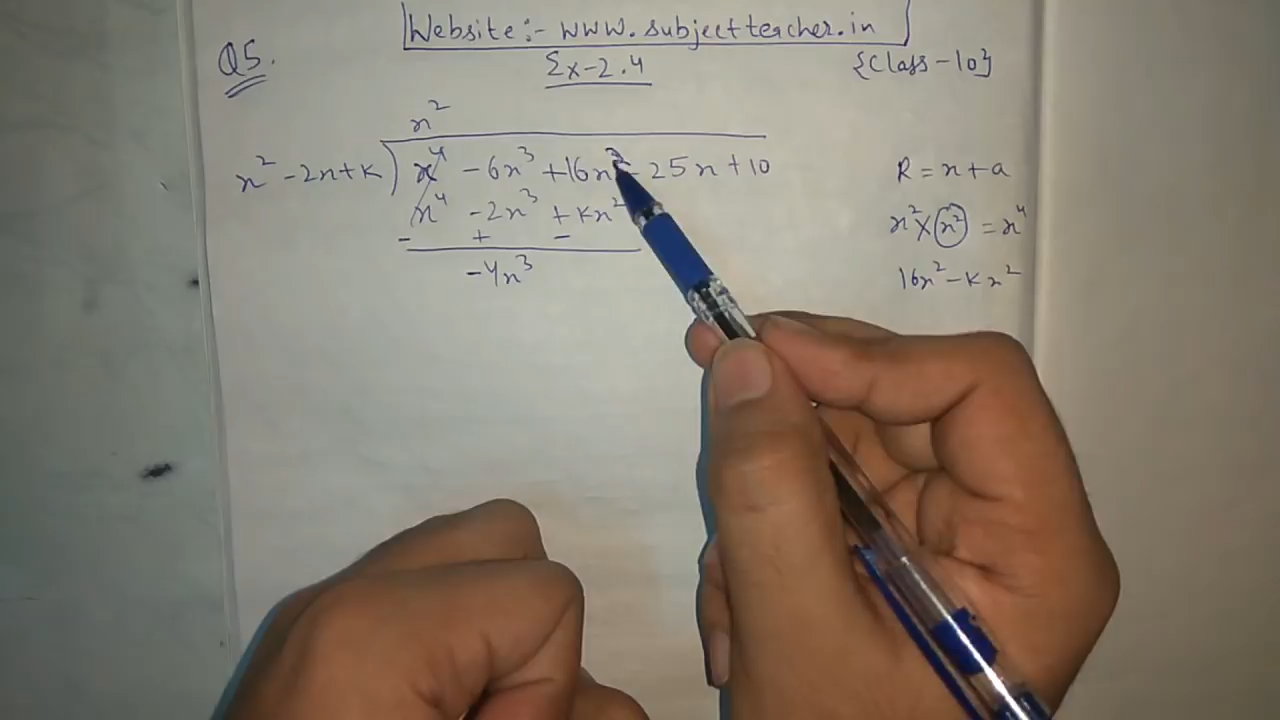 Website:- www.subjectteacher.in
Q5.
Ex-2.4
{Class-10}
x²
x² - 2x + k ) x⁴ - 6x³ + 16x² - 25x + 10
x⁴ - 2x³ + kx²
- + -
-4x³
R = x + a
x² × x² = x⁴
16x² - kx²